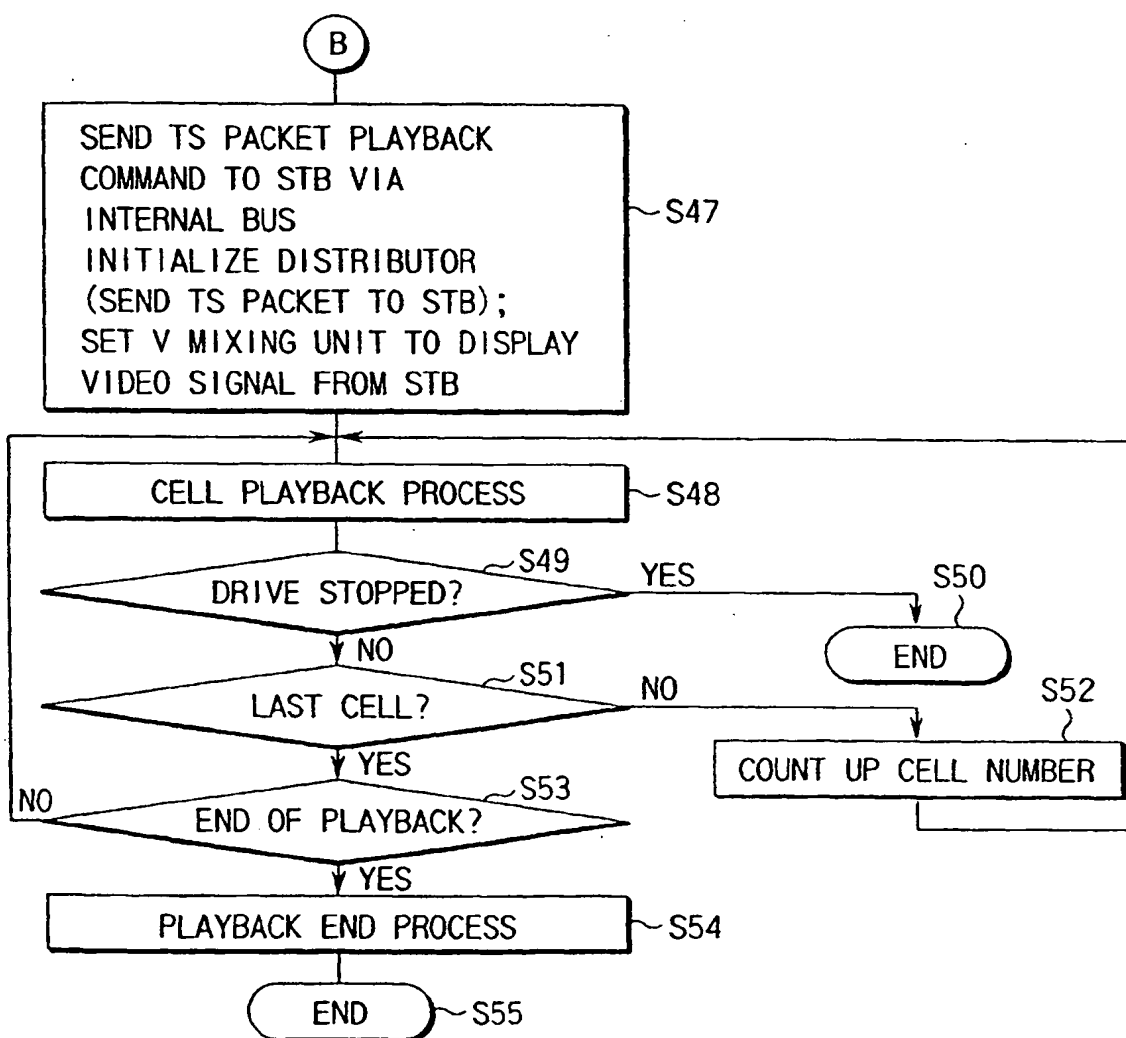 B
SEND TS PACKET PLAYBACK
COMMAND TO STB VIA
INTERNAL BUS
INITIALIZE DISTRIBUTOR
(SEND TS PACKET TO STB);
SET V MIXING UNIT TO DISPLAY
VIDEO SIGNAL FROM STB
S47
CELL PLAYBACK PROCESS
S48
S49
DRIVE STOPPED?
YES
S50
END
NO
S51
LAST CELL?
NO
S52
COUNT UP CELL NUMBER
YES
S53
NO
END OF PLAYBACK?
YES
PLAYBACK END PROCESS
S54
END
S55